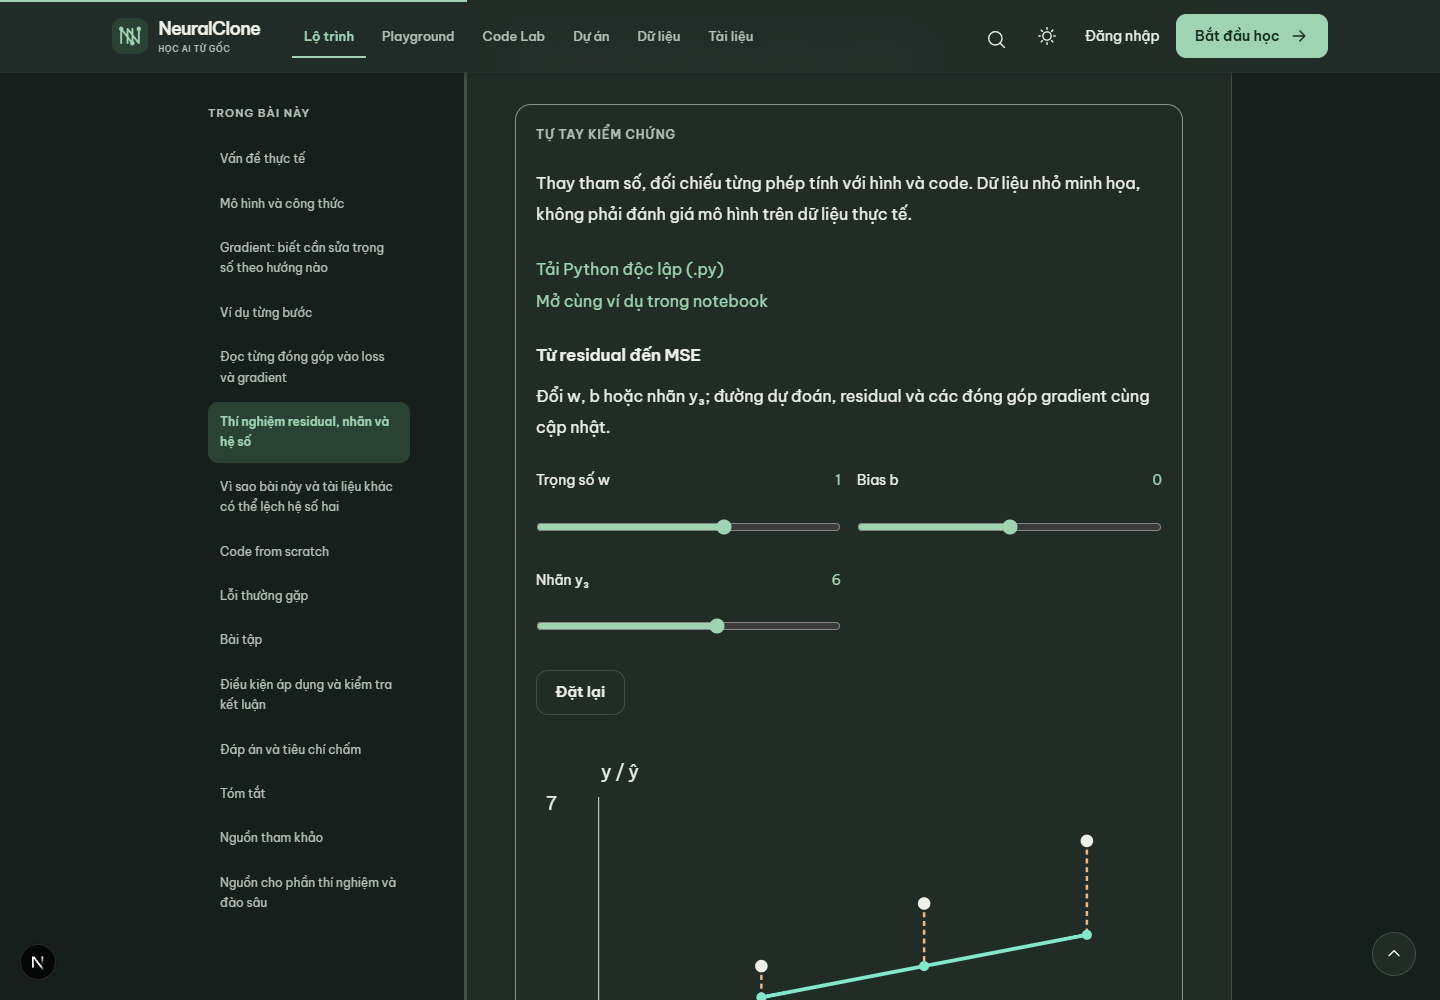 NeuralClone
HỌC AI TỪ GỐC
Lộ trình
Playground
Code Lab
Dự án
Dữ liệu
Tài liệu
Đăng nhập
Bắt đầu học
TRONG BÀI NÀY
Vấn đề thực tế
Mô hình và công thức
Gradient: biết cần sửa trọng
số theo hướng nào
Ví dụ từng bước
Đọc từng đóng góp vào loss
và gradient
Thí nghiệm residual, nhãn và
hệ số
Vì sao bài này và tài liệu khác
có thể lệch hệ số hai
Code from scratch
Lỗi thường gặp
Bài tập
Điều kiện áp dụng và kiểm tra
kết luận
Đáp án và tiêu chí chấm
Tóm tắt
Nguồn tham khảo
Nguồn cho phần thí nghiệm và
đào sâu
TỰ TAY KIỂM CHỨNG
Thay tham số, đối chiếu từng phép tính với hình và code. Dữ liệu nhỏ minh họa,
không phải đánh giá mô hình trên dữ liệu thực tế.
Tải Python độc lập (.py)
Mở cùng ví dụ trong notebook
Từ residual đến MSE
Đổi w, b hoặc nhãn y₃; đường dự đoán, residual và các đóng góp gradient cùng
cập nhật.
Trọng số w 1
Bias b 0
Nhãn y₃ 6
Đặt lại
y / ŷ
7
N